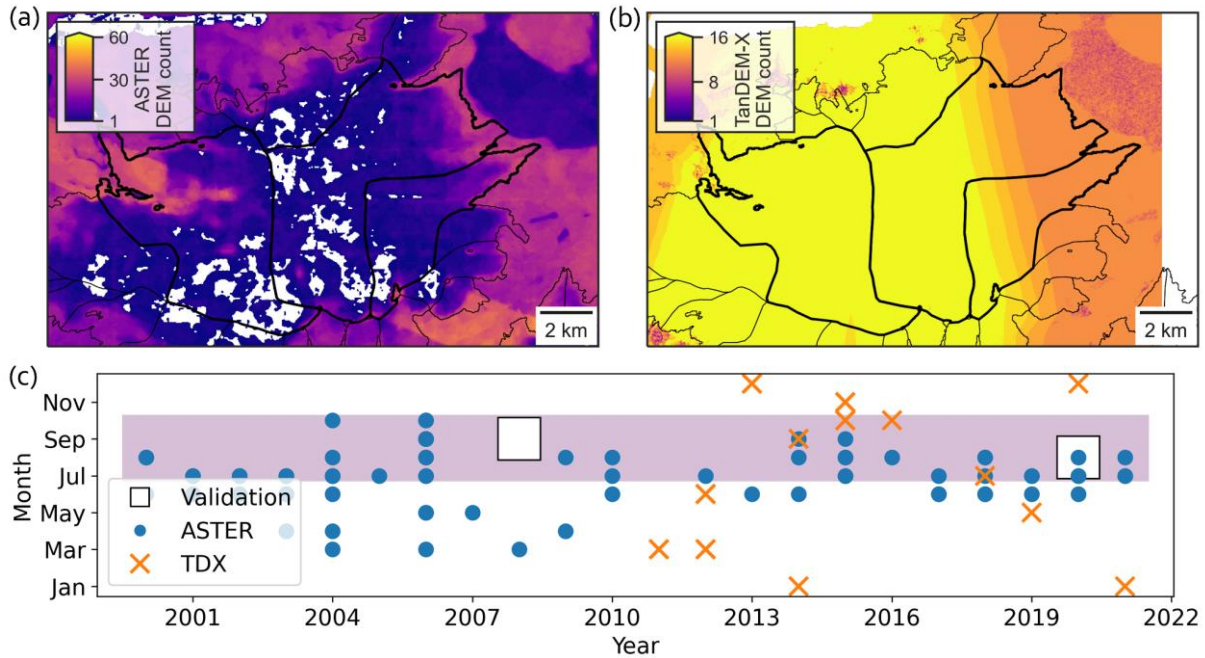 (a)
60
30
1
ASTER
DEM count
2 km
(b)
16
8
1
TanDEM-X
DEM count
2 km
(c)
Nov
Sep
Jul
May
Mar
Jan
Month
Validation
ASTER
TDX
2001
2004
2007
2010
2013
2016
2019
2022
Year